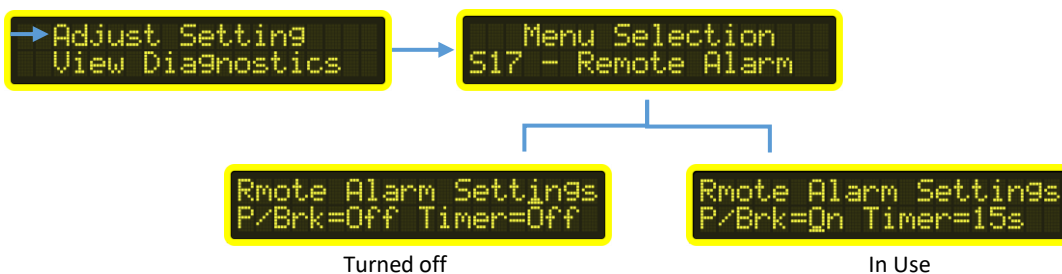 Adjust Setting
View Diagnostics
Menu Selection
S17 - Remote Alarm
Rmote Alarm Settings
P/Brk=Off Timer=Off
Rmote Alarm Settings
P/Brk=On Timer=15s
Turned off
In Use